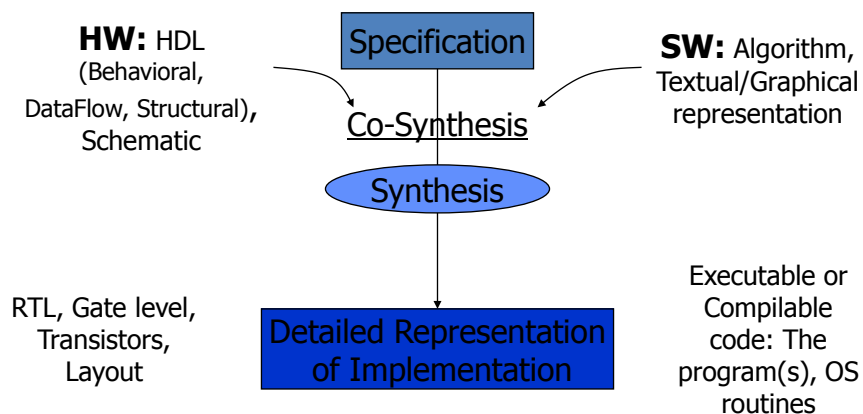 HW: HDL
(Behavioral,
DataFlow, Structural),
Schematic
Specification
SW: Algorithm,
Textual/Graphical
representation
Co-Synthesis
Synthesis
RTL, Gate level,
Transistors,
Layout
Detailed Representation
of Implementation
Executable or
Compilable
code: The
program(s), OS
routines